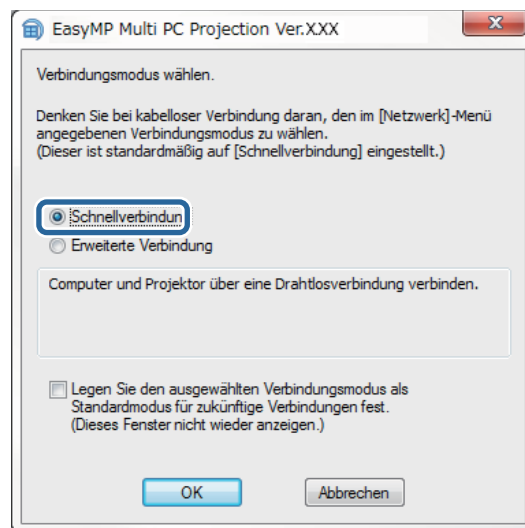 EasyMP Multi PC Projection Ver.XXX
Verbindungsmodus wählen.
Denken Sie bei kabelloser Verbindung daran, den im [Netzwerk]-Menü
angegebenen Verbindungsmodus zu wählen.
(Dieser ist standardmäßig auf [Schnellverbindung] eingestellt.)
Schnellverbindun
Erweiterte Verbindung
Computer und Projektor über eine Drahtlosverbindung verbinden.
Legen Sie den ausgewählten Verbindungsmodus als
Standardmodus für zukünftige Verbindungen fest.
(Dieses Fenster nicht wieder anzeigen.)
OK Abbrechen